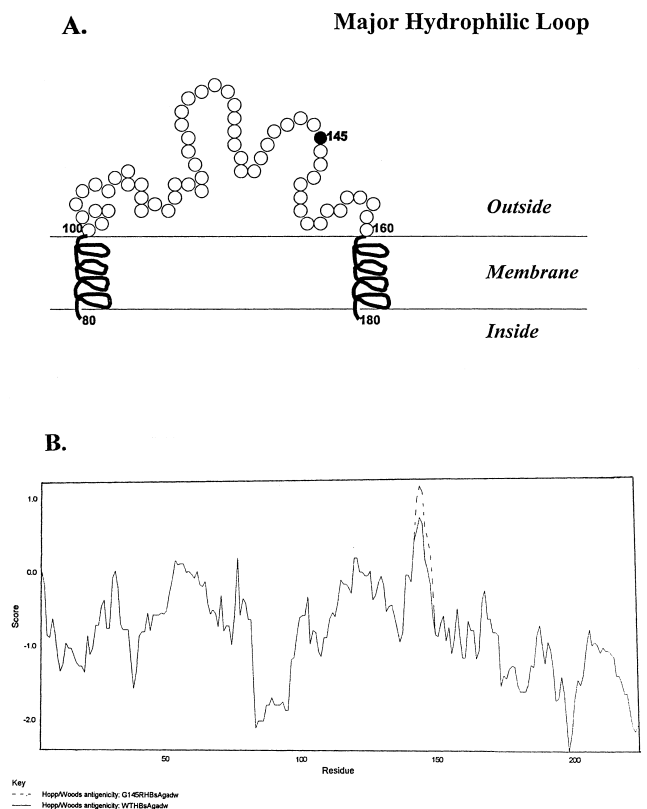 A.
Major Hydrophilic Loop
145
Outside
100
160
Membrane
80
180
Inside
B.
1.0
0.0
Score
-1.0
-2.0
50
100
150
200
Residue
Key
Hopp/Woods antigenicity: G145RHBsAgadw
Hopp/Woods antigenicity: WTHBsAgadw